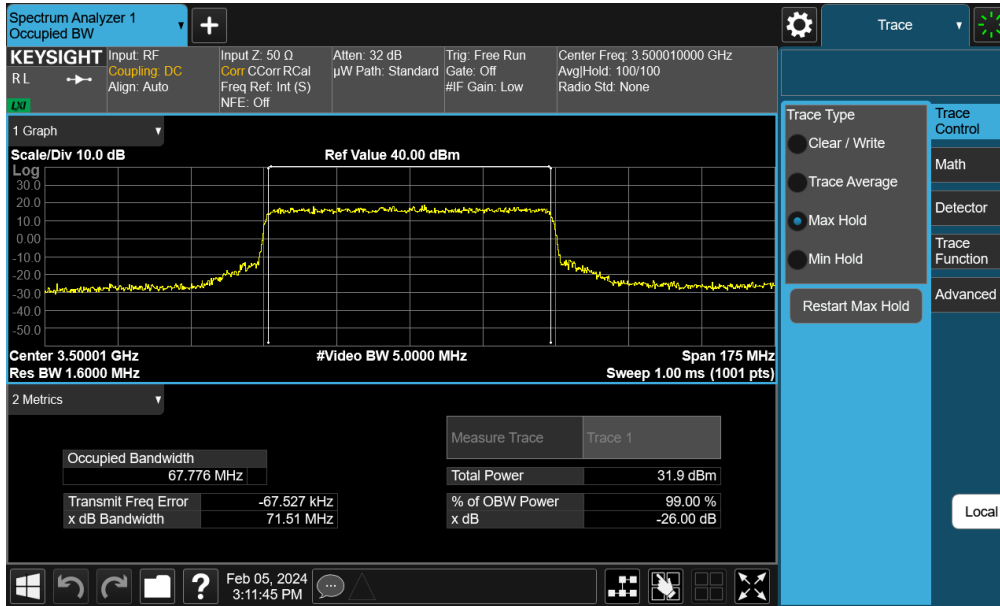 Spectrum Analyzer 1
Occupied BW
+
Trace
KEYSIGHT
R L
LXI
Input: RF
Coupling: DC
Align: Auto
Input Z: 50 Ω
Corr CCorr RCal
Freq Ref: Int (S)
NFE: Off
Atten: 32 dB
µW Path: Standard
Trig: Free Run
Gate: Off
#IF Gain: Low
Center Freq: 3.500010000 GHz
Avg|Hold: 100/100
Radio Std: None
1 Graph
Scale/Div 10.0 dB
Ref Value 40.00 dBm
Log
30.0
20.0
10.0
0.00
-10.0
-20.0
-30.0
-40.0
-50.0
Center 3.50001 GHz
#Video BW 5.0000 MHz
Span 175 MHz
Res BW 1.6000 MHz
Sweep 1.00 ms (1001 pts)
2 Metrics
Measure Trace
Trace 1
Occupied Bandwidth
67.776 MHz
Total Power
31.9 dBm
Transmit Freq Error
-67.527 kHz
% of OBW Power
99.00 %
x dB Bandwidth
71.51 MHz
x dB
-26.00 dB
Trace Type
Clear / Write
Trace Average
Max Hold
Min Hold
Restart Max Hold
Trace
Control
Math
Detector
Trace
Function
Advanced
Local
?
Feb 05, 2024
3:11:45 PM